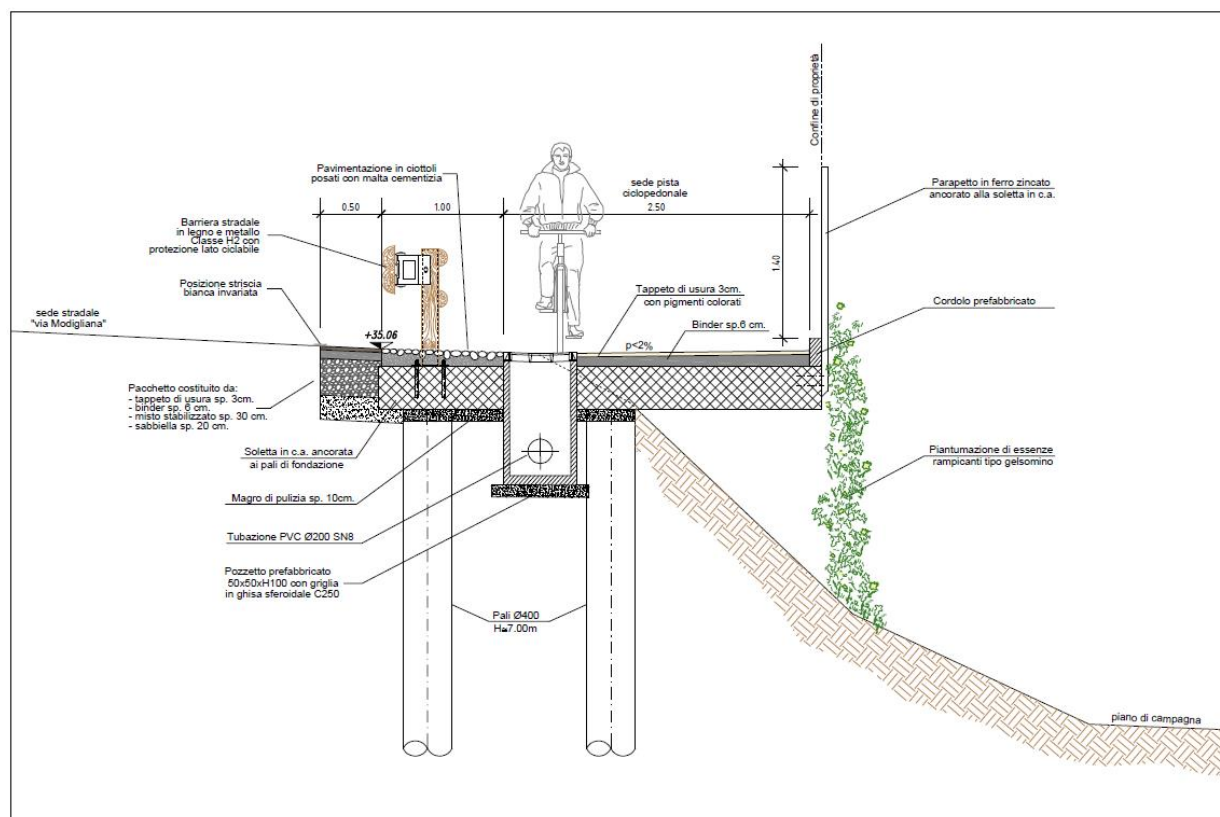 Confine di proprietà
Pavimentazione in ciottoli
posati con malta cementizia
sede pista
ciclopedonale
Parapetto in ferro zincato
ancorato alla soletta in c.a.
0.50
1.00
2.50
Barriera stradale
in legno e metallo
Classe H2 con
protezione lato ciclabile
1.40
Posizione striscia
bianca invariata
Tappeto di usura 3cm.
con pigmenti colorati
Cordolo prefabbricato
sede stradale
"via Modigliana"
+35.06
Binder sp.6 cm.
p<2%
Pacchetto costituito da:
- tappeto di usura sp. 3cm.
- binder sp. 6 cm.
- misto stabilizzato sp. 30 cm.
- sabbiella sp. 20 cm.
Soletta in c.a. ancorata
ai pali di fondazione
Piantumazione di essenze
rampicanti tipo gelsomino
Magro di pulizia sp. 10cm.
Tubazione PVC Ø200 SN8
Pozzetto prefabbricato
50x50xH100 con griglia
in ghisa sferoidale C250
Pali Ø400
H=7.00m
piano di campagna